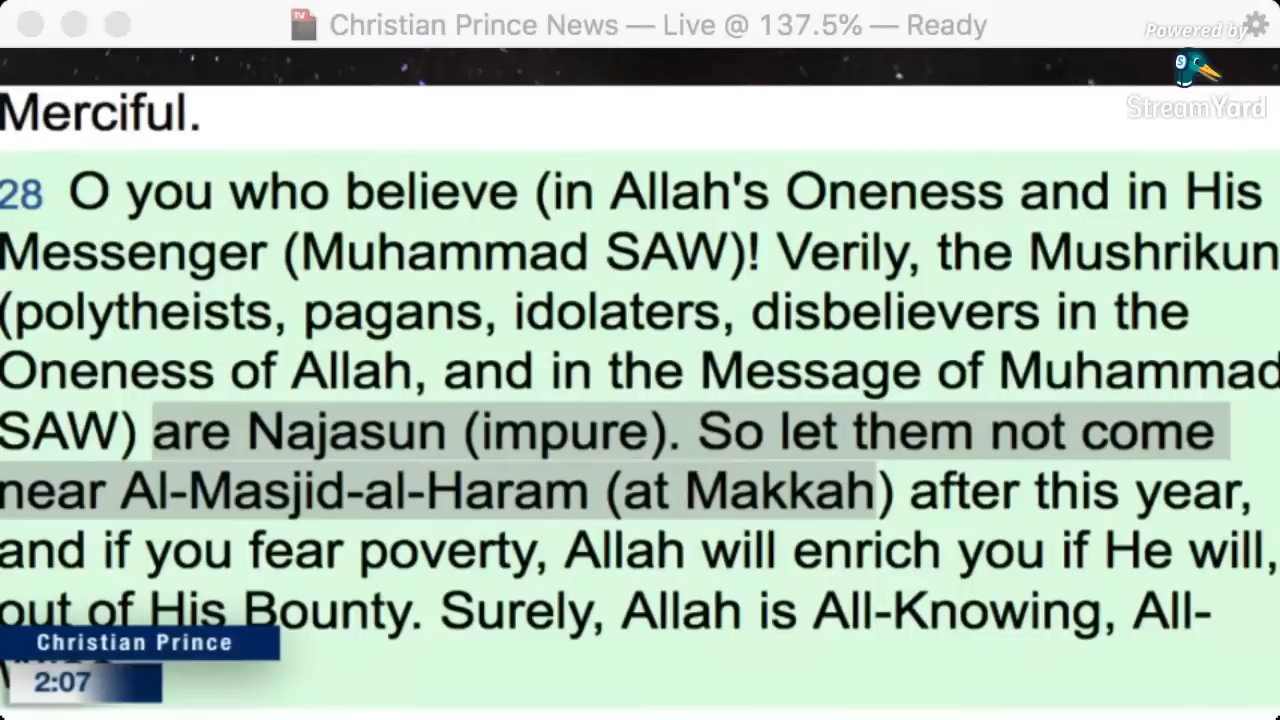 Christian Prince News — Live @ 137.5% — Ready
Powered by
StreamYard
Merciful.
28 O you who believe (in Allah's Oneness and in His
Messenger (Muhammad SAW)! Verily, the Mushrikun
(polytheists, pagans, idolaters, disbelievers in the
Oneness of Allah, and in the Message of Muhammad
SAW) are Najasun (impure). So let them not come
near Al-Masjid-al-Haram (at Makkah) after this year,
and if you fear poverty, Allah will enrich you if He will,
out of His Bounty. Surely, Allah is All-Knowing, All-
Christian Prince
2:07